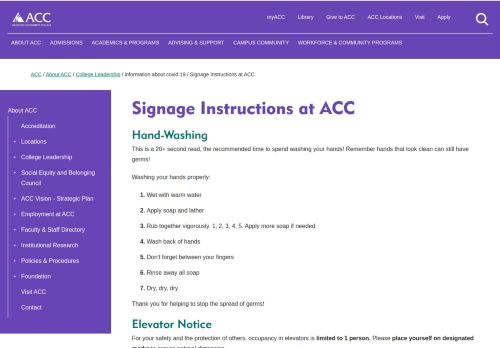 ACC
myACC Library Give to ACC ACC Locations Visit Apply
ABOUT ACC ADMISSIONS ACADEMICS & PROGRAMS ADVISING & SUPPORT CAMPUS COMMUNITY WORKFORCE & COMMUNITY PROGRAMS
ACC / About ACC / College Leadership / information about covid 19 / Signage Instructions at ACC
About ACC
Accreditation
+ Locations
+ College Leadership
+ Social Equity and Belonging
Council
+ ACC Vision - Strategic Plan
+ Employment at ACC
+ Faculty & Staff Directory
+ Institutional Research
+ Policies & Procedures
+ Foundation
Visit ACC
Contact
Signage Instructions at ACC
Hand-Washing
This is a 20+ second read, the recommended time to spend washing your hands! Remember hands that look clean can still have
germs!
Washing your hands properly:
1. Wet with warm water
2. Apply soap and lather
3. Rub together vigorously, 1, 2, 3, 4, 5. Apply more soap if needed
4. Wash back of hands
5. Don't forget between your fingers
6. Rinse away all soap
7. Dry, dry, dry
Thank you for helping to stop the spread of germs!
Elevator Notice
For your safety and the protection of others, occupancy in elevators is limited to 1 person. Please place yourself on designated